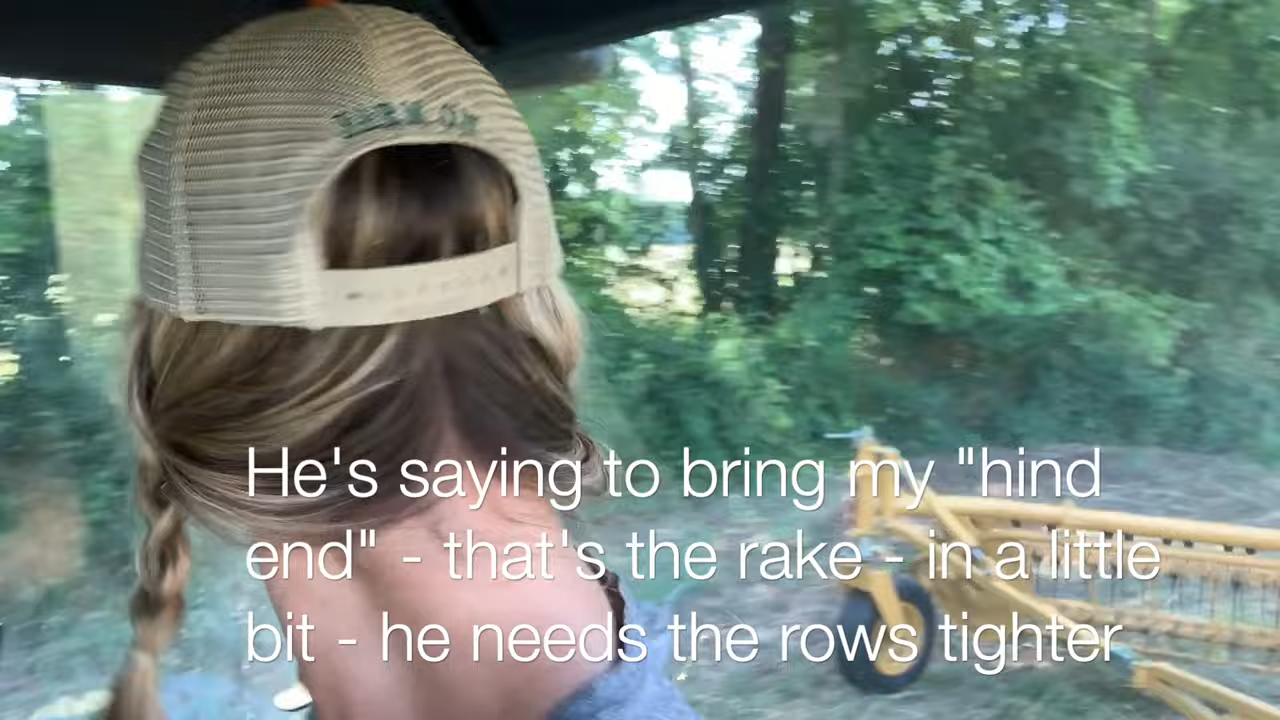 He's saying to bring my "hind
end" - that's the rake - in a little
bit - he needs the rows tighter